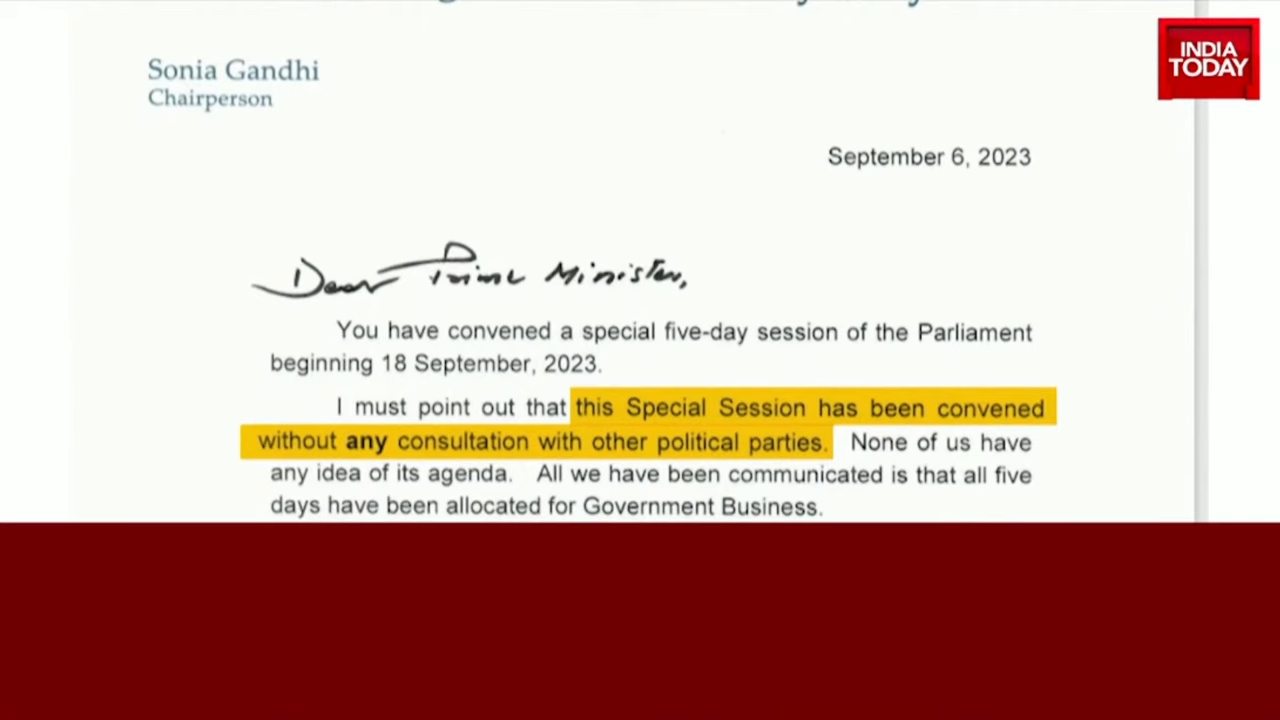 Sonia Gandhi
Chairperson
INDIA
TODAY
September 6, 2023
Dear Prime Minister,
You have convened a special five-day session of the Parliament
beginning 18 September, 2023.
I must point out that this Special Session has been convened
without any consultation with other political parties. None of us have
any idea of its agenda. All we have been communicated is that all five
days have been allocated for Government Business.